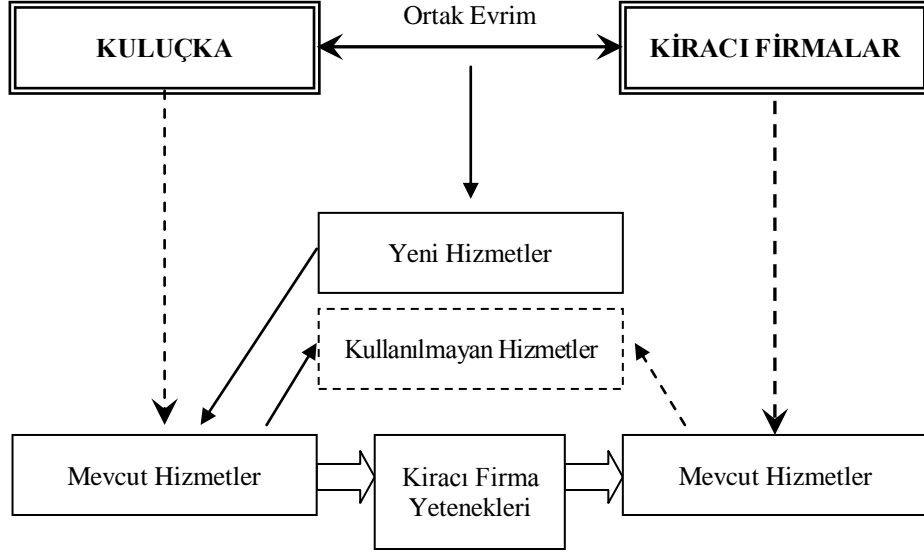 Ortak Evrim
KULUÇKA
KİRACI FİRMALAR
Yeni Hizmetler
Kullanılmayan Hizmetler
Mevcut Hizmetler
Kiracı Firma
Yetenekleri
Mevcut Hizmetler